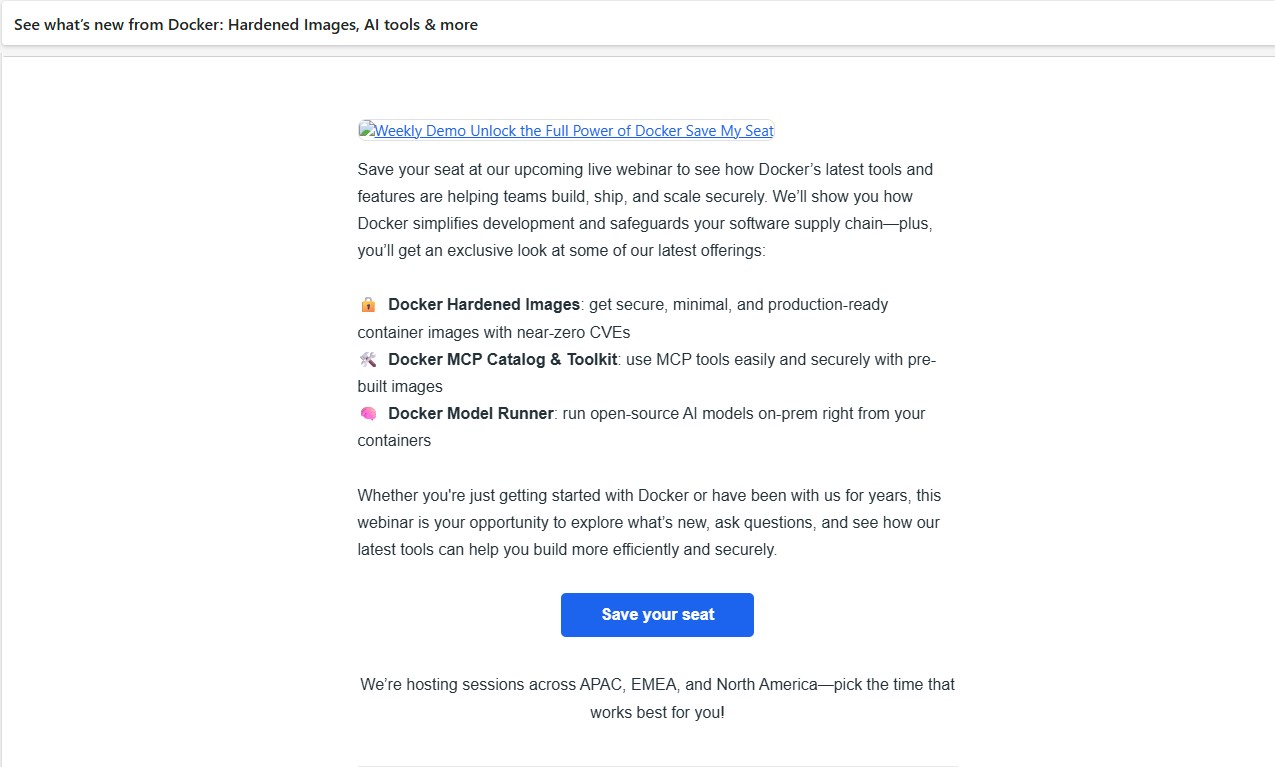 See what’s new from Docker: Hardened Images, AI tools & more
Weekly Demo Unlock the Full Power of Docker Save My Seat
Save your seat at our upcoming live webinar to see how Docker’s latest tools and
features are helping teams build, ship, and scale securely. We’ll show you how
Docker simplifies development and safeguards your software supply chain—plus,
you’ll get an exclusive look at some of our latest offerings:
🔒 Docker Hardened Images: get secure, minimal, and production-ready
container images with near-zero CVEs
🛠️ Docker MCP Catalog & Toolkit: use MCP tools easily and securely with pre-
built images
🧠 Docker Model Runner: run open-source AI models on-prem right from your
containers
Whether you're just getting started with Docker or have been with us for years, this
webinar is your opportunity to explore what’s new, ask questions, and see how our
latest tools can help you build more efficiently and securely.
Save your seat
We’re hosting sessions across APAC, EMEA, and North America—pick the time that
works best for you!